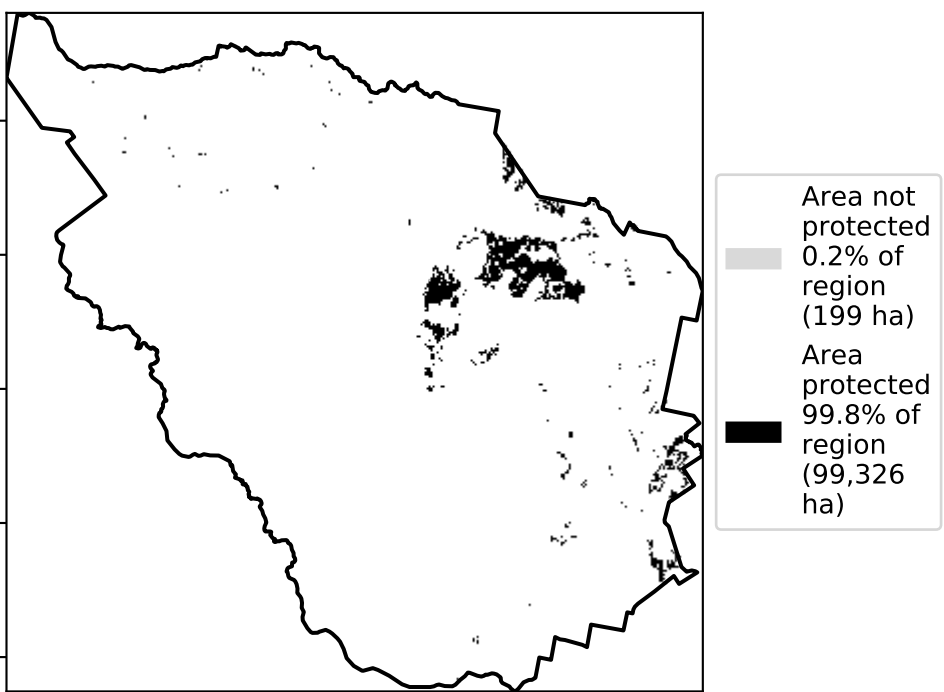 Area not
protected
0.2% of
region
(199 ha)
Area
protected
99.8% of
region
(99,326
ha)